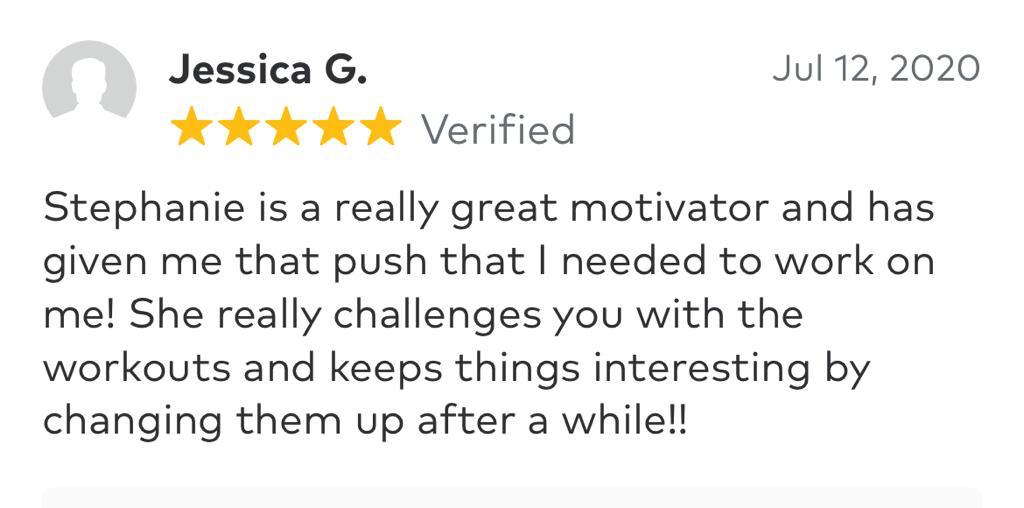 Jessica G.
Jul 12, 2020
Verified
Stephanie is a really great motivator and has
given me that push that I needed to work on
me! She really challenges you with the
workouts and keeps things interesting by
changing them up after a while!!